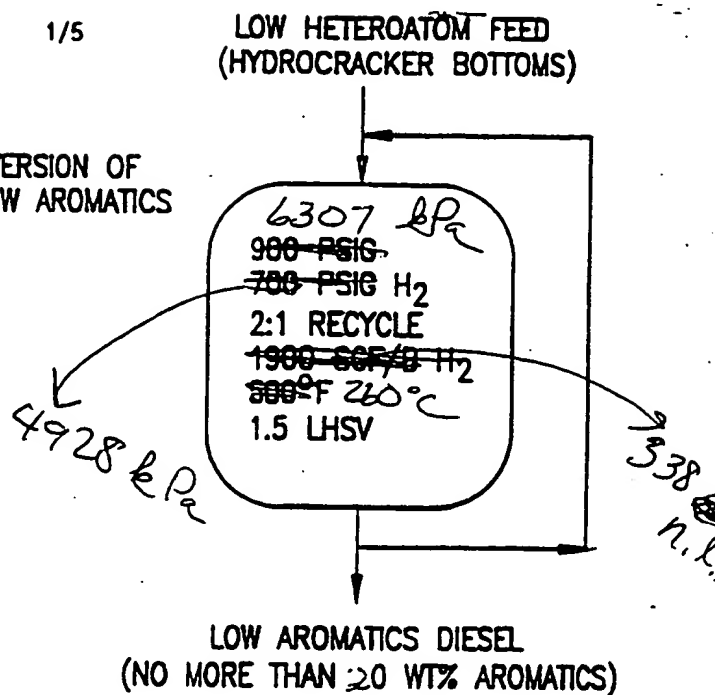 1/5
LOW HETEROATOM FEED
(HYDROCRACKER BOTTOMS)
ERSION OF
W AROMATICS
6307 kPa
900 PSIG
700 PSIG H2
2:1 RECYCLE
1900 SCF/B H2
500°F 260°C
1.5 LHSV
4928 kPa
338
n.l.
LOW AROMATICS DIESEL
(NO MORE THAN 20 WT% AROMATICS)